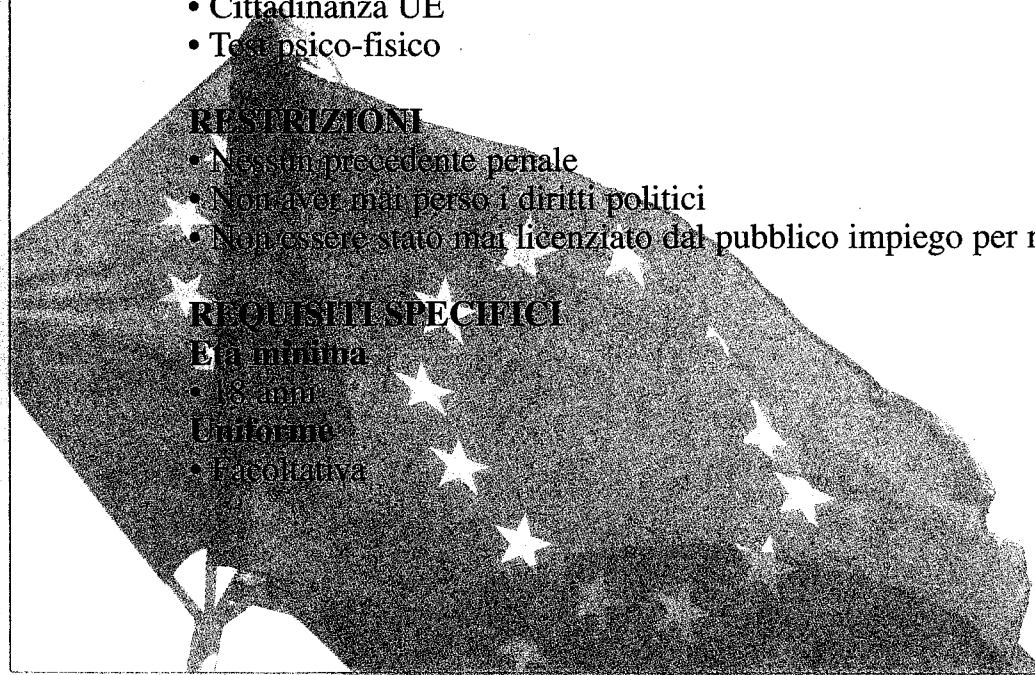 • Cittadinanza UE
• Test psico-fisico
RESTRIZIONI
• Nessun precedente penale
• Non aver mai perso i diritti politici
• Non essere stato mai licenziato dal pubblico impiego per
REQUISITI SPECIFICI
Età minima
• 18 anni
Uniforme
• Facoltativa